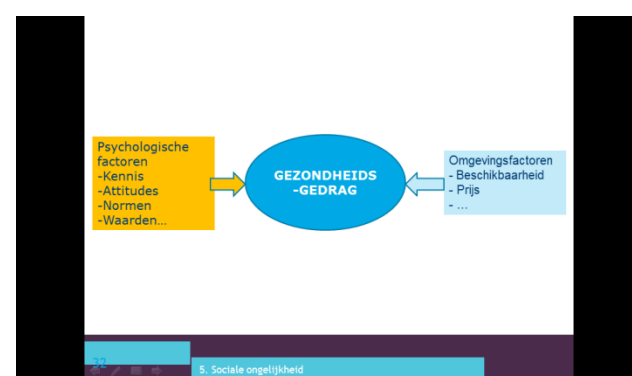 Psychologische
factoren
-Kennis
-Attitudes
-Normen
-Waarden...
GEZONDHEIDS
-GEDRAG
Omgevingsfactoren
- Beschikbaarheid
- Prijs
- ...
32
5. Sociale ongelijkheid